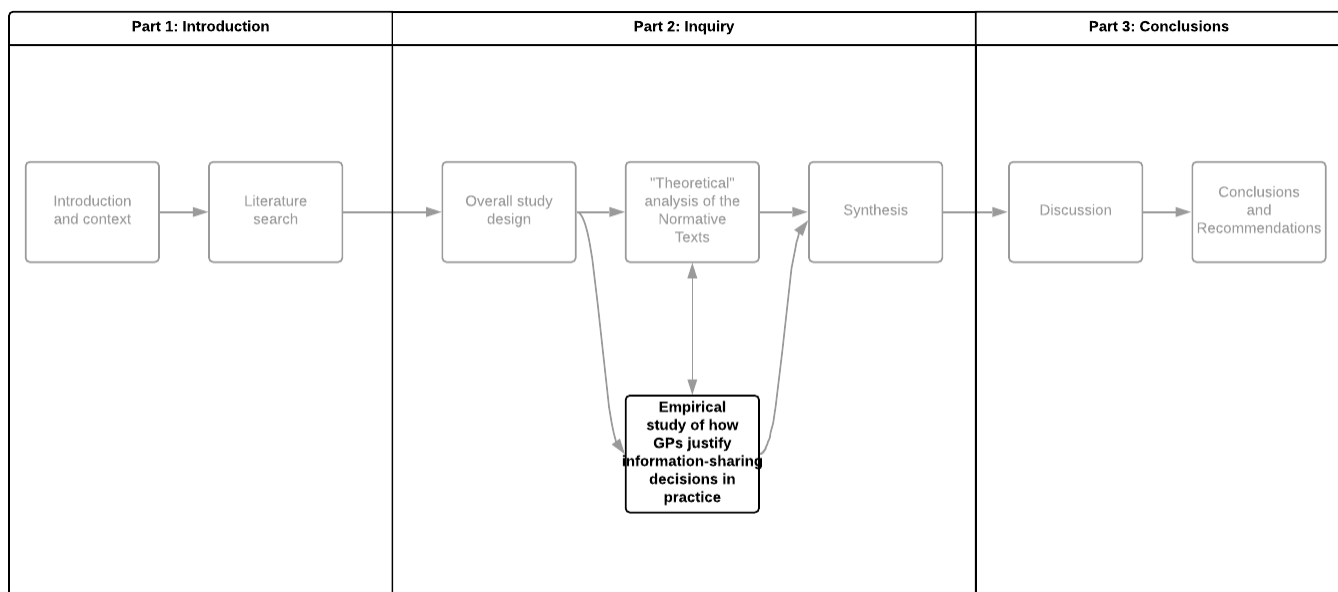 Part 1: Introduction
Part 2: Inquiry
Part 3: Conclusions
Introduction
and context
Literature
search
Overall study
design
"Theoretical"
analysis of the
Normative
Texts
Synthesis
Discussion
Conclusions
and
Recommendations
Empirical
study of how
GPs justify
information-sharing
decisions in
practice